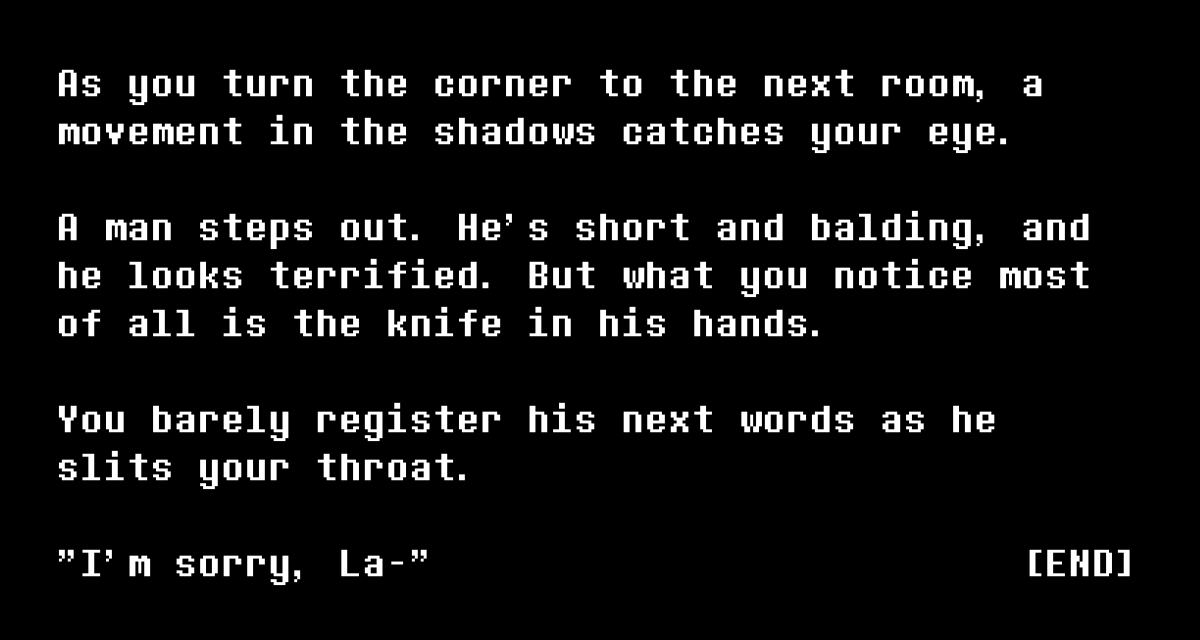 As you turn the corner to the next room, a
movement in the shadows catches your eye.
A man steps out. He's short and balding, and
he looks terrified. But what you notice most
of all is the knife in his hands.
You barely register his next words as he
slits your throat.
"I'm sorry, La-" [END]